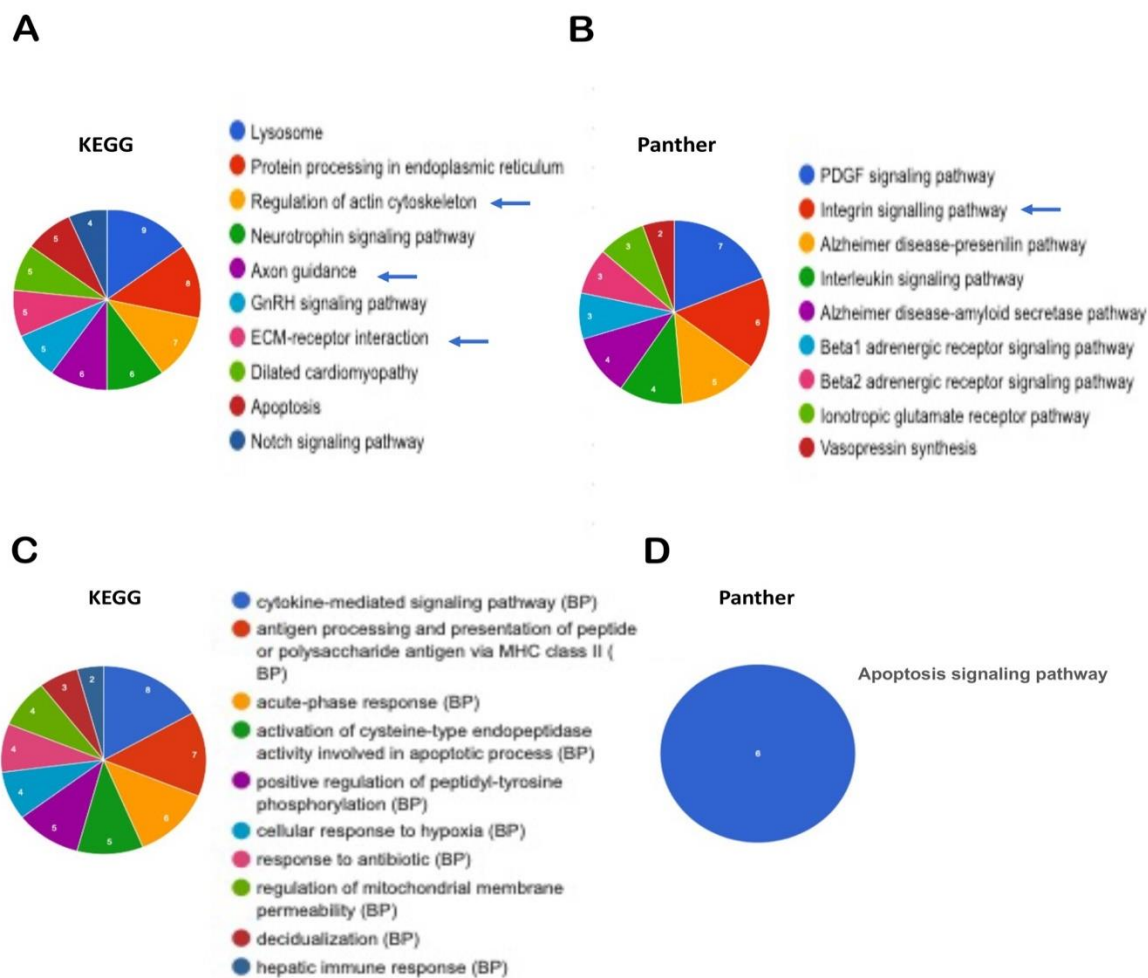 A
KEGG
9
8
7
6
6
5
5
5
5
4
Lysosome
Protein processing in endoplasmic reticulum
Regulation of actin cytoskeleton
Neurotrophin signaling pathway
Axon guidance
GnRH signaling pathway
ECM-receptor interaction
Dilated cardiomyopathy
Apoptosis
Notch signaling pathway
B
Panther
7
6
5
4
4
3
3
3
2
PDGF signaling pathway
Integrin signalling pathway
Alzheimer disease-presenilin pathway
Interleukin signaling pathway
Alzheimer disease-amyloid secretase pathway
Beta1 adrenergic receptor signaling pathway
Beta2 adrenergic receptor signaling pathway
Ionotropic glutamate receptor pathway
Vasopressin synthesis
C
KEGG
8
7
6
5
5
4
4
4
3
2
cytokine-mediated signaling pathway (BP)
antigen processing and presentation of peptide
or polysaccharide antigen via MHC class II (
BP)
acute-phase response (BP)
activation of cysteine-type endopeptidase
activity involved in apoptotic process (BP)
positive regulation of peptidyl-tyrosine
phosphorylation (BP)
cellular response to hypoxia (BP)
response to antibiotic (BP)
regulation of mitochondrial membrane
permeability (BP)
decidualization (BP)
hepatic immune response (BP)
D
Panther
6
Apoptosis signaling pathway